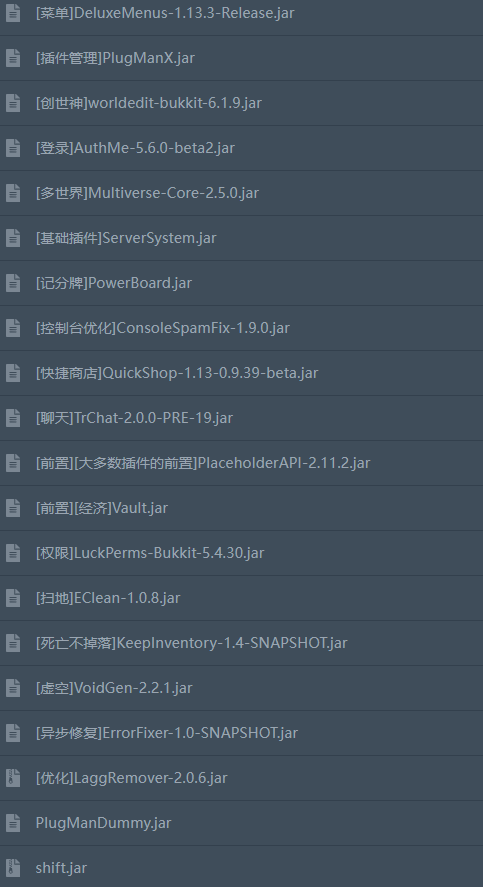 [菜单]DeluxeMenus-1.13.3-Release.jar
[插件管理]PlugManX.jar
[创世神]worldedit-bukkit-6.1.9.jar
[登录]AuthMe-5.6.0-beta2.jar
[多世界]Multiverse-Core-2.5.0.jar
[基础插件]ServerSystem.jar
[记分牌]PowerBoard.jar
[控制台优化]ConsoleSpamFix-1.9.0.jar
[快捷商店]QuickShop-1.13-0.9.39-beta.jar
[聊天]TrChat-2.0.0-PRE-19.jar
[前置][大多数插件的前置]PlaceholderAPI-2.11.2.jar
[前置][经济]Vault.jar
[权限]LuckPerms-Bukkit-5.4.30.jar
[扫地]EClean-1.0.8.jar
[死亡不掉落]KeepInventory-1.4-SNAPSHOT.jar
[虚空]VoidGen-2.2.1.jar
[异步修复]ErrorFixer-1.0-SNAPSHOT.jar
[优化]LaggRemover-2.0.6.jar
PlugManDummy.jar
shift.jar